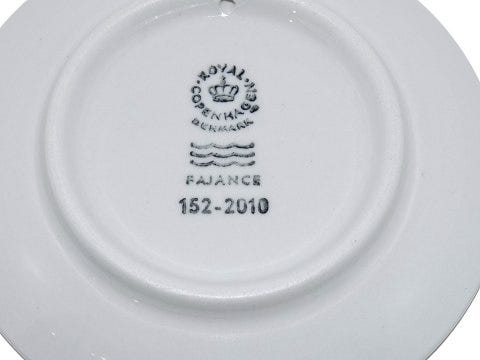 ROYAL
COPENHAGEN
DENMARK
FAJANCE
152-2010